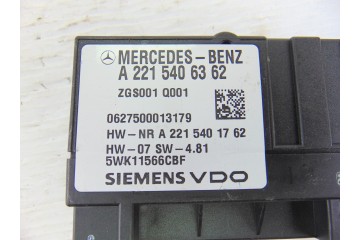 MERCEDES-BENZ
A 221 540 63 62
ZGS001 Q001
0627500013179
HW-NR A 221 540 17 62
HW-07 SW-4.81
5WK11566CBF
SIEMENS VDO